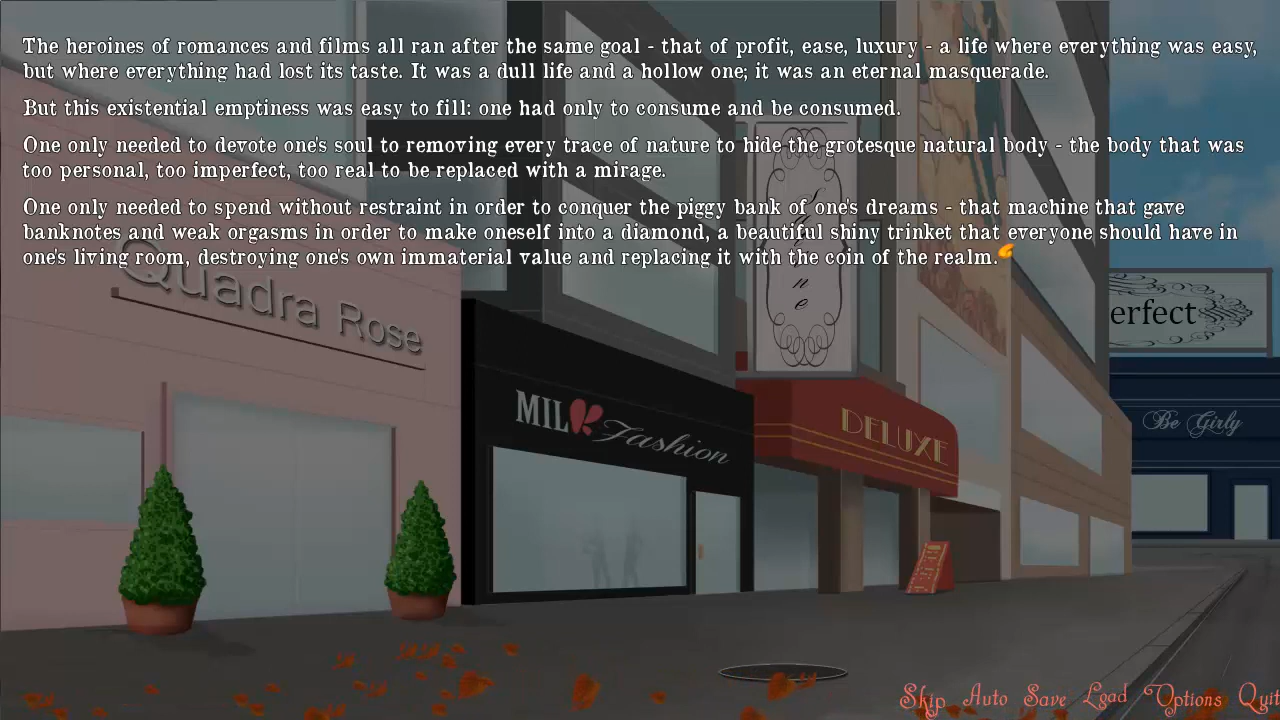 The heroines of romances and films all ran after the same goal - that of profit, ease, luxury - a life where everything was easy,
but where everything had lost its taste. It was a dull life and a hollow one; it was an eternal masquerade.
But this existential emptiness was easy to fill: one had only to consume and be consumed.
One only needed to devote one's soul to removing every trace of nature to hide the grotesque natural body - the body that was
too personal, too imperfect, too real to be replaced with a mirage.
One only needed to spend without restraint in order to conquer the piggy bank of one's dreams - that machine that gave
banknotes and weak orgasms in order to make oneself into a diamond, a beautiful shiny trinket that everyone should have in
one's living room, destroying one's own immaterial value and replacing it with the coin of the realm.
Quadra Rose
erfect
MILK Fashion
DELUXE
Be Girly
Skip Auto Save Load Options Quit